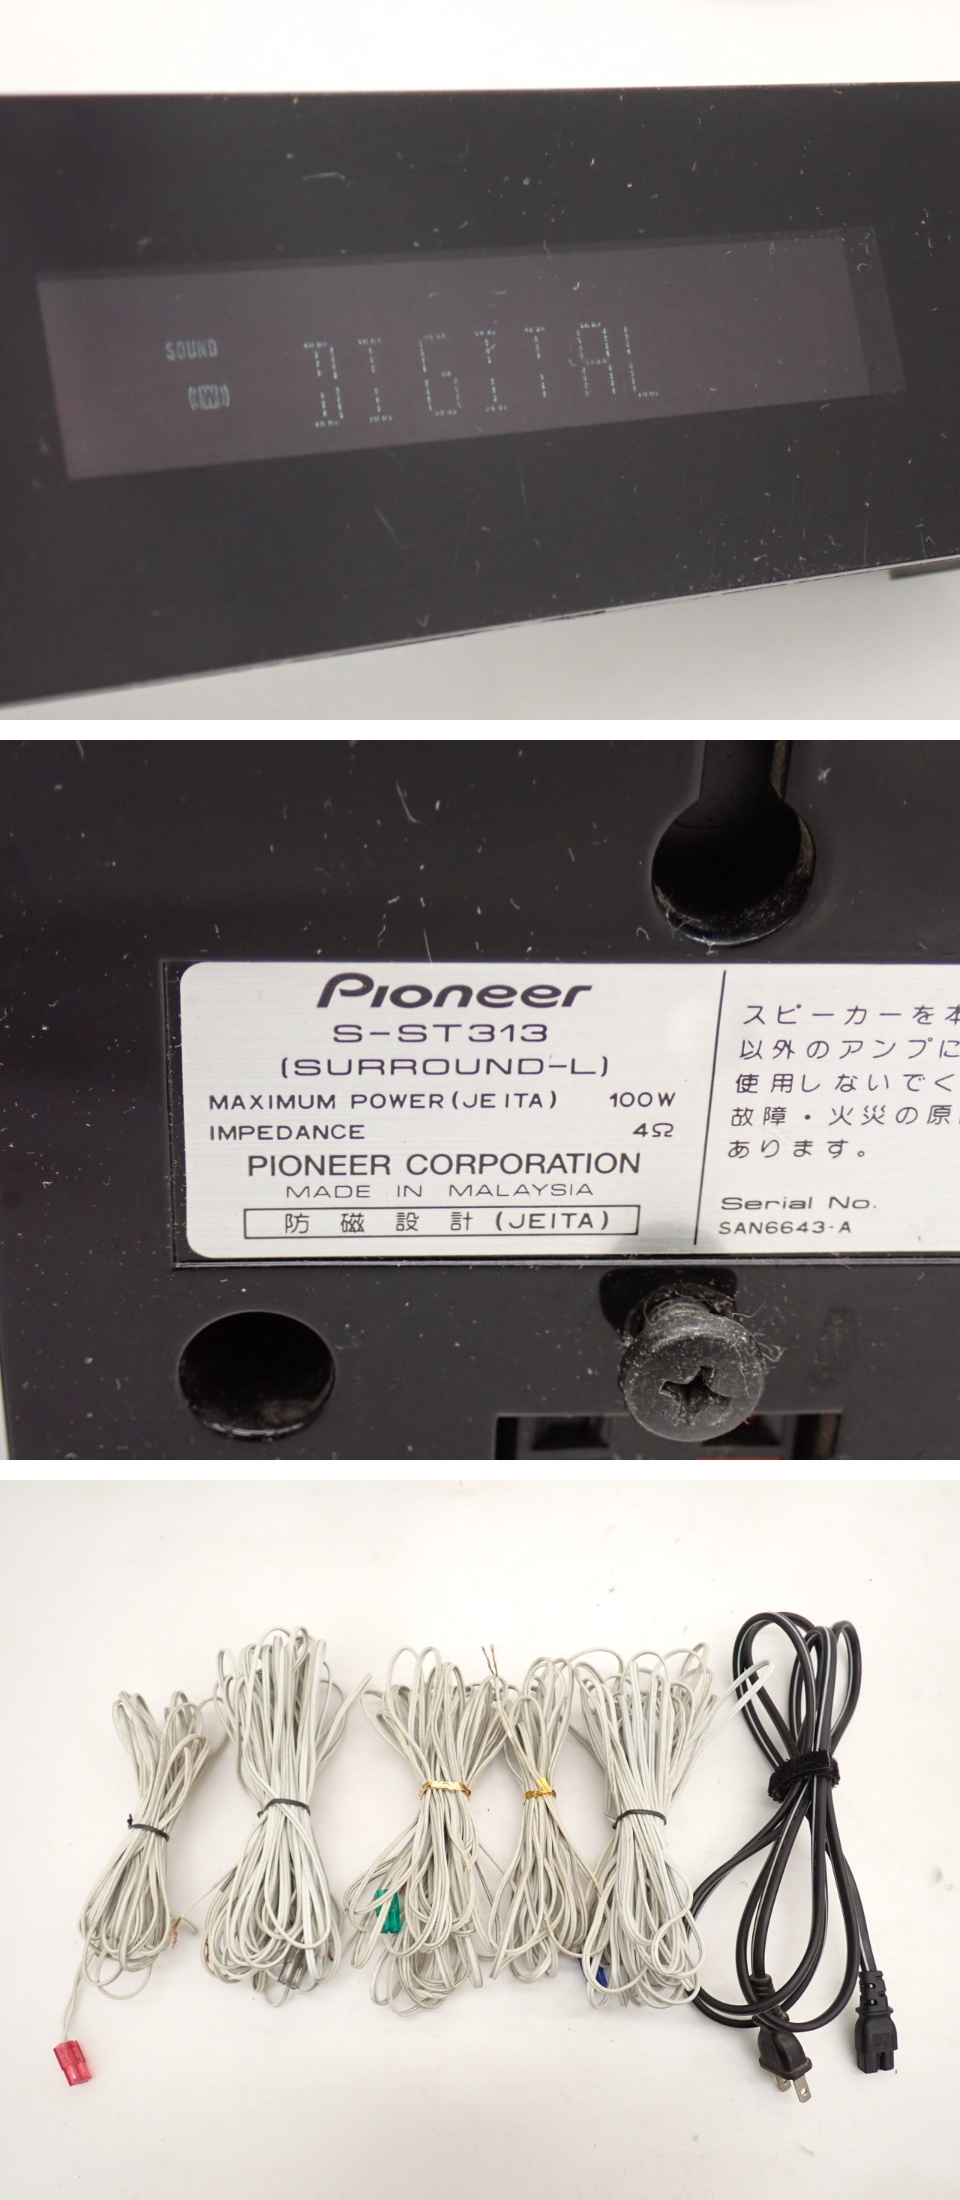 SOUND
((W))
DIGITAL
Pioneer
S-ST313
(SURROUND-L)
MAXIMUM POWER(JEITA) 100W
IMPEDANCE 4Ω
PIONEER CORPORATION
MADE IN MALAYSIA
防磁設計(JEITA)
スピーカーを本
以外のアンプに
使用しないでく
故障・火災の原
あります。
Serial No.
SAN6643-A